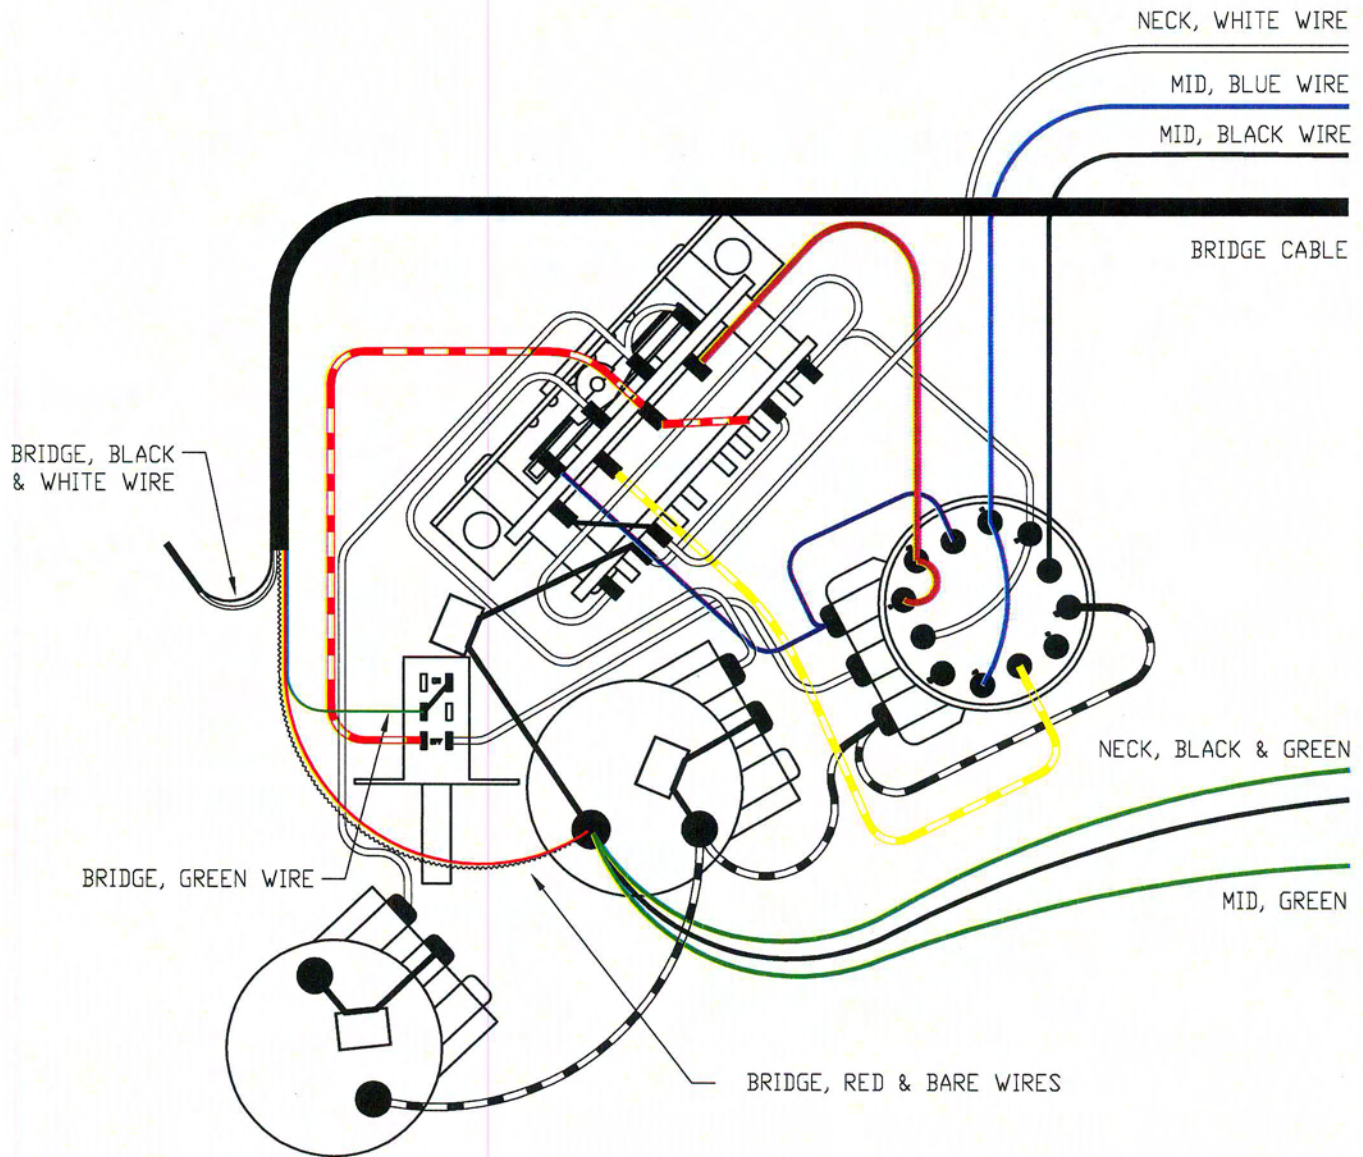 NECK, WHITE WIRE
MID, BLUE WIRE
MID, BLACK WIRE
BRIDGE CABLE
BRIDGE, BLACK
& WHITE WIRE
NECK, BLACK & GREEN
BRIDGE, GREEN WIRE
MID, GREEN
BRIDGE, RED & BARE WIRES